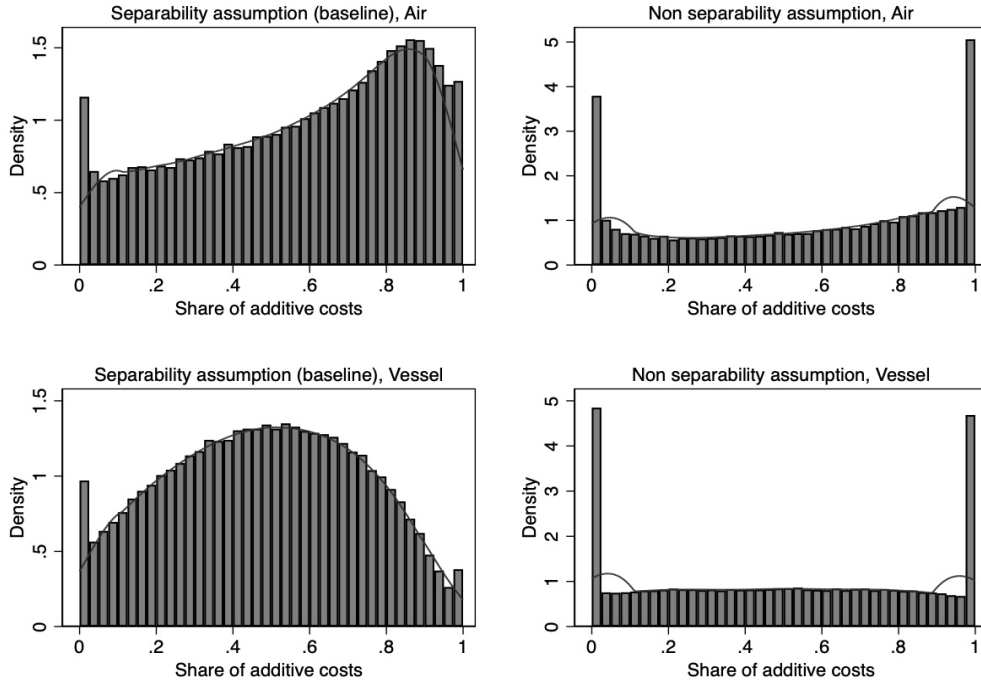 Separability assumption (baseline), Air
Density
0 .5 1 1.5
0 .2 .4 .6 .8 1
Share of additive costs
Non separability assumption, Air
Density
0 1 2 3 4 5
0 .2 .4 .6 .8 1
Share of additive costs
Separability assumption (baseline), Vessel
Density
0 .5 1 1.5
0 .2 .4 .6 .8 1
Share of additive costs
Non separability assumption, Vessel
Density
0 1 2 3 4 5
0 .2 .4 .6 .8 1
Share of additive costs